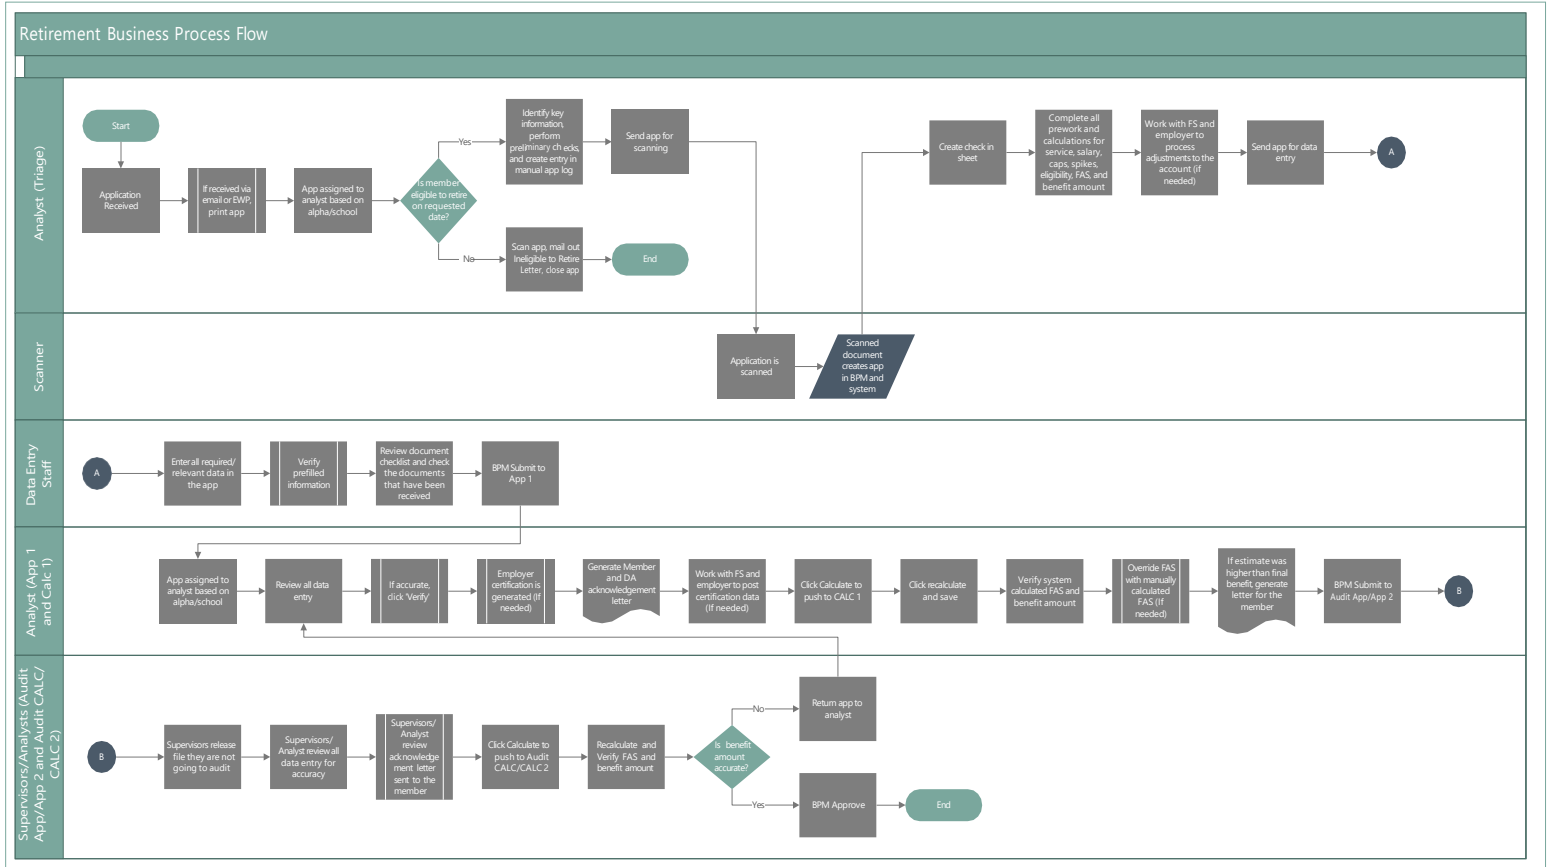 Retirement Business Process Flow
Analyst (Triage)
Start
Application
Received
If received via
email or EWP,
print app
App assigned to
analyst based on
alpha/school
Is member
eligible to retire
on requested
date?
Yes
Identify key
information,
perform
preliminary checks,
and create entry in
manual app log
Send app for
scanning
No
Scan app, mail out
Ineligible to Retire
Letter, close app
End
Create check in
sheet
Complete all
prework and
calculations for
service, salary,
caps, spikes,
eligibility, FAS, and
benefit amount
Work with FS and
employer to
process
adjustments to the
account (if
needed)
Send app for data
entry
A
Scanner
Application is
scanned
Scanned
document
creates app
in BPM and
system
Data Entry
Staff
A
Enter all required/
relevant data in
the app
Verify
prefilled
information
Review document
checklist and check
the documents
that have been
received
BPM Submit to
App 1
Analyst (App 1
and Calc 1)
App assigned to
analyst based on
alpha/school
Review all data
entry
If accurate,
click 'Verify'
Employer
certification is
generated (If
needed)
Generate Member
and DA
acknowledgement
letter
Work with FS and
employer to post
certification data
(If needed)
Click Calculate to
push to CALC 1
Click recalculate
and save
Verify system
calculated FAS and
benefit amount
Override FAS
with manually
calculated
FAS (If
needed)
If estimate was
higher than final
benefit, generate
letter for the
member
BPM Submit to
Audit App/App 2
B
Supervisors/Analysts (Audit
App/App 2 and Audit CALC/
CALC 2)
B
Supervisors release
file they are not
going to audit
Supervisors/
Analyst review all
data entry for
accuracy
Supervisors/
Analyst
review
acknowledge
ment letter
sent to the
member
Click Calculate to
push to Audit
CALC/CALC 2
Recalculate and
Verify FAS and
benefit amount
Is benefit
amount
accurate?
No
Return app to
analyst
Yes
BPM Approve
End